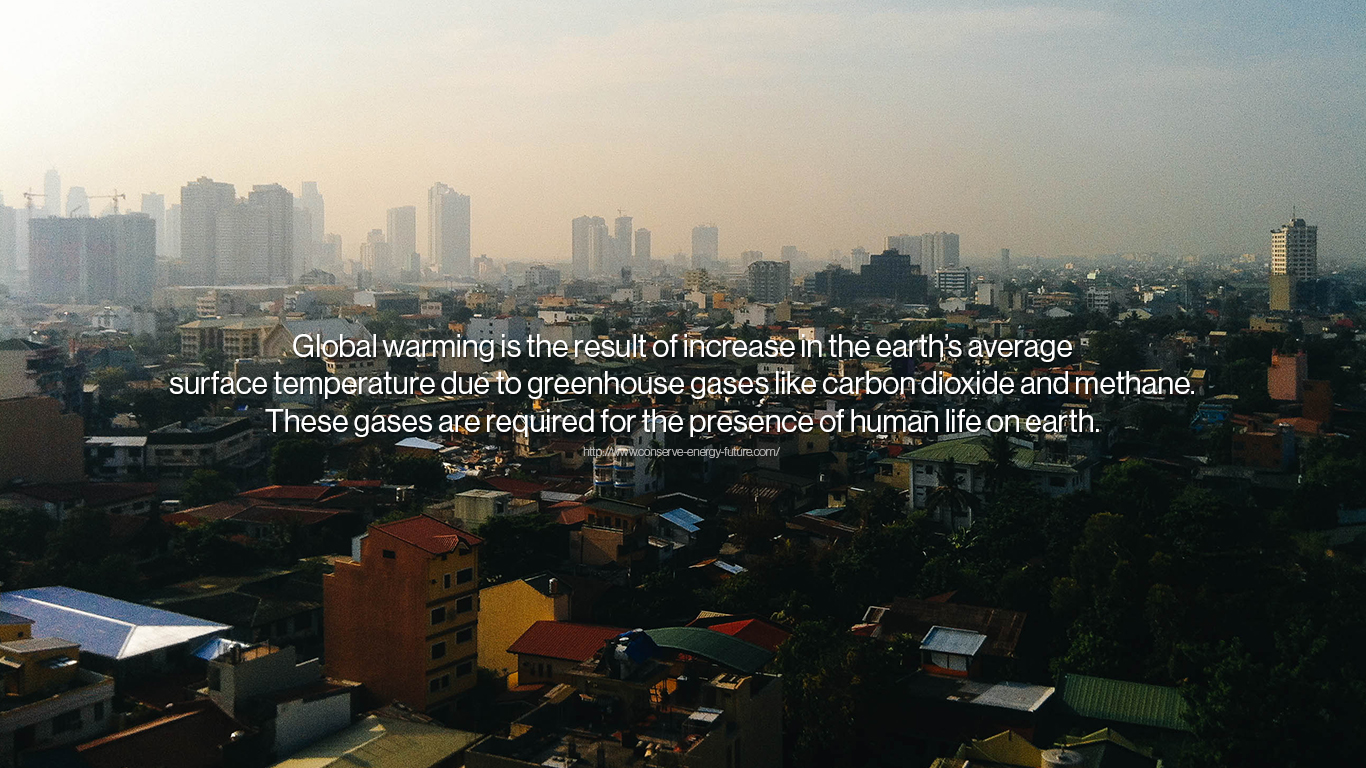 Global warming is the result of increase in the earth's average
surface temperature due to greenhouse gases like carbon dioxide and methane.
These gases are required for the presence of human life on earth.
http://www.conserve-energy-future.com/